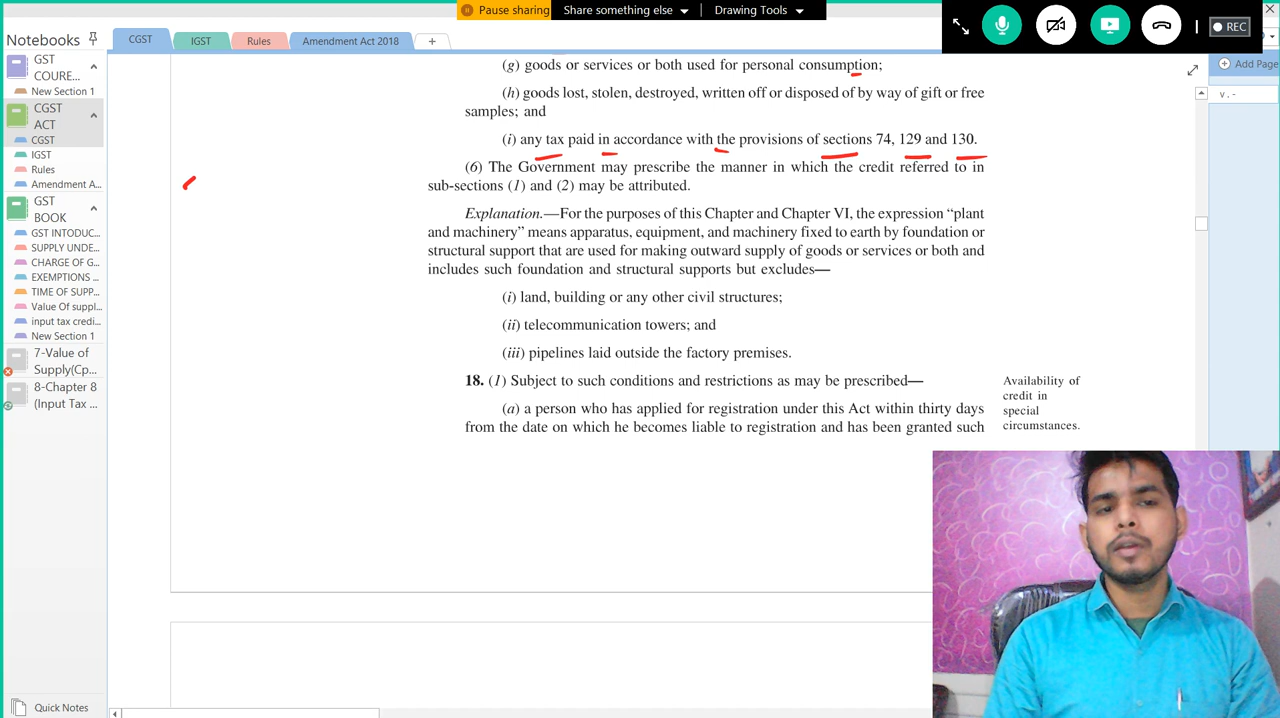 Pause sharing
Share something else
Drawing Tools
REC
Notebooks
CGST
IGST
Rules
Amendment Act 2018
+
Add Page
v . -
GST
COURE...
New Section 1
CGST
ACT
CGST
IGST
Rules
Amendment A...
GST
BOOK
GST INTODUC...
SUPPLY UNDE...
CHARGE OF G...
EXEMPTIONS ...
TIME OF SUPP...
Value Of suppl...
input tax credi...
New Section 1
7-Value of
Supply(Cp...
8-Chapter 8
(Input Tax ...
Quick Notes
(g) goods or services or both used for personal consumption;
(h) goods lost, stolen, destroyed, written off or disposed of by way of gift or free
samples; and
(i) any tax paid in accordance with the provisions of sections 74, 129 and 130.
(6) The Government may prescribe the manner in which the credit referred to in
sub-sections (1) and (2) may be attributed.
Explanation.—For the purposes of this Chapter and Chapter VI, the expression “plant
and machinery” means apparatus, equipment, and machinery fixed to earth by foundation or
structural support that are used for making outward supply of goods or services or both and
includes such foundation and structural supports but excludes—
(i) land, building or any other civil structures;
(ii) telecommunication towers; and
(iii) pipelines laid outside the factory premises.
18. (1) Subject to such conditions and restrictions as may be prescribed—
Availability of
credit in
special
circumstances.
(a) a person who has applied for registration under this Act within thirty days
from the date on which he becomes liable to registration and has been granted such